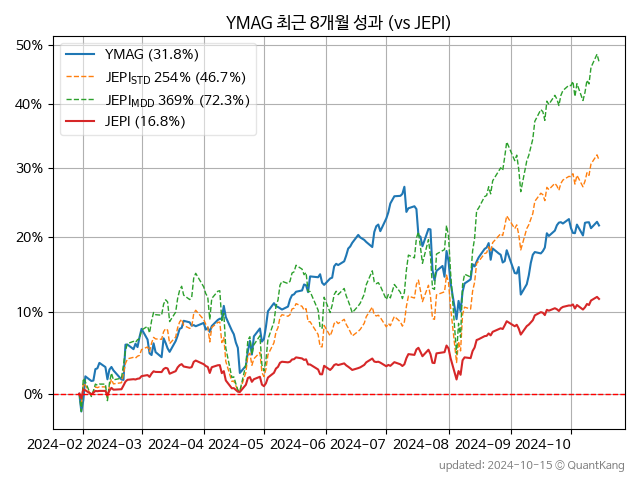 YMAG 최근 8개월 성과 (vs JEPI)
50%
40%
30%
20%
10%
0%
YMAG (31.8%)
JEPISTD 254% (46.7%)
JEPIMDD 369% (72.3%)
JEPI (16.8%)
2024-02 2024-03 2024-04 2024-05 2024-06 2024-07 2024-08 2024-09 2024-10
updated: 2024-10-15 © QuantKang